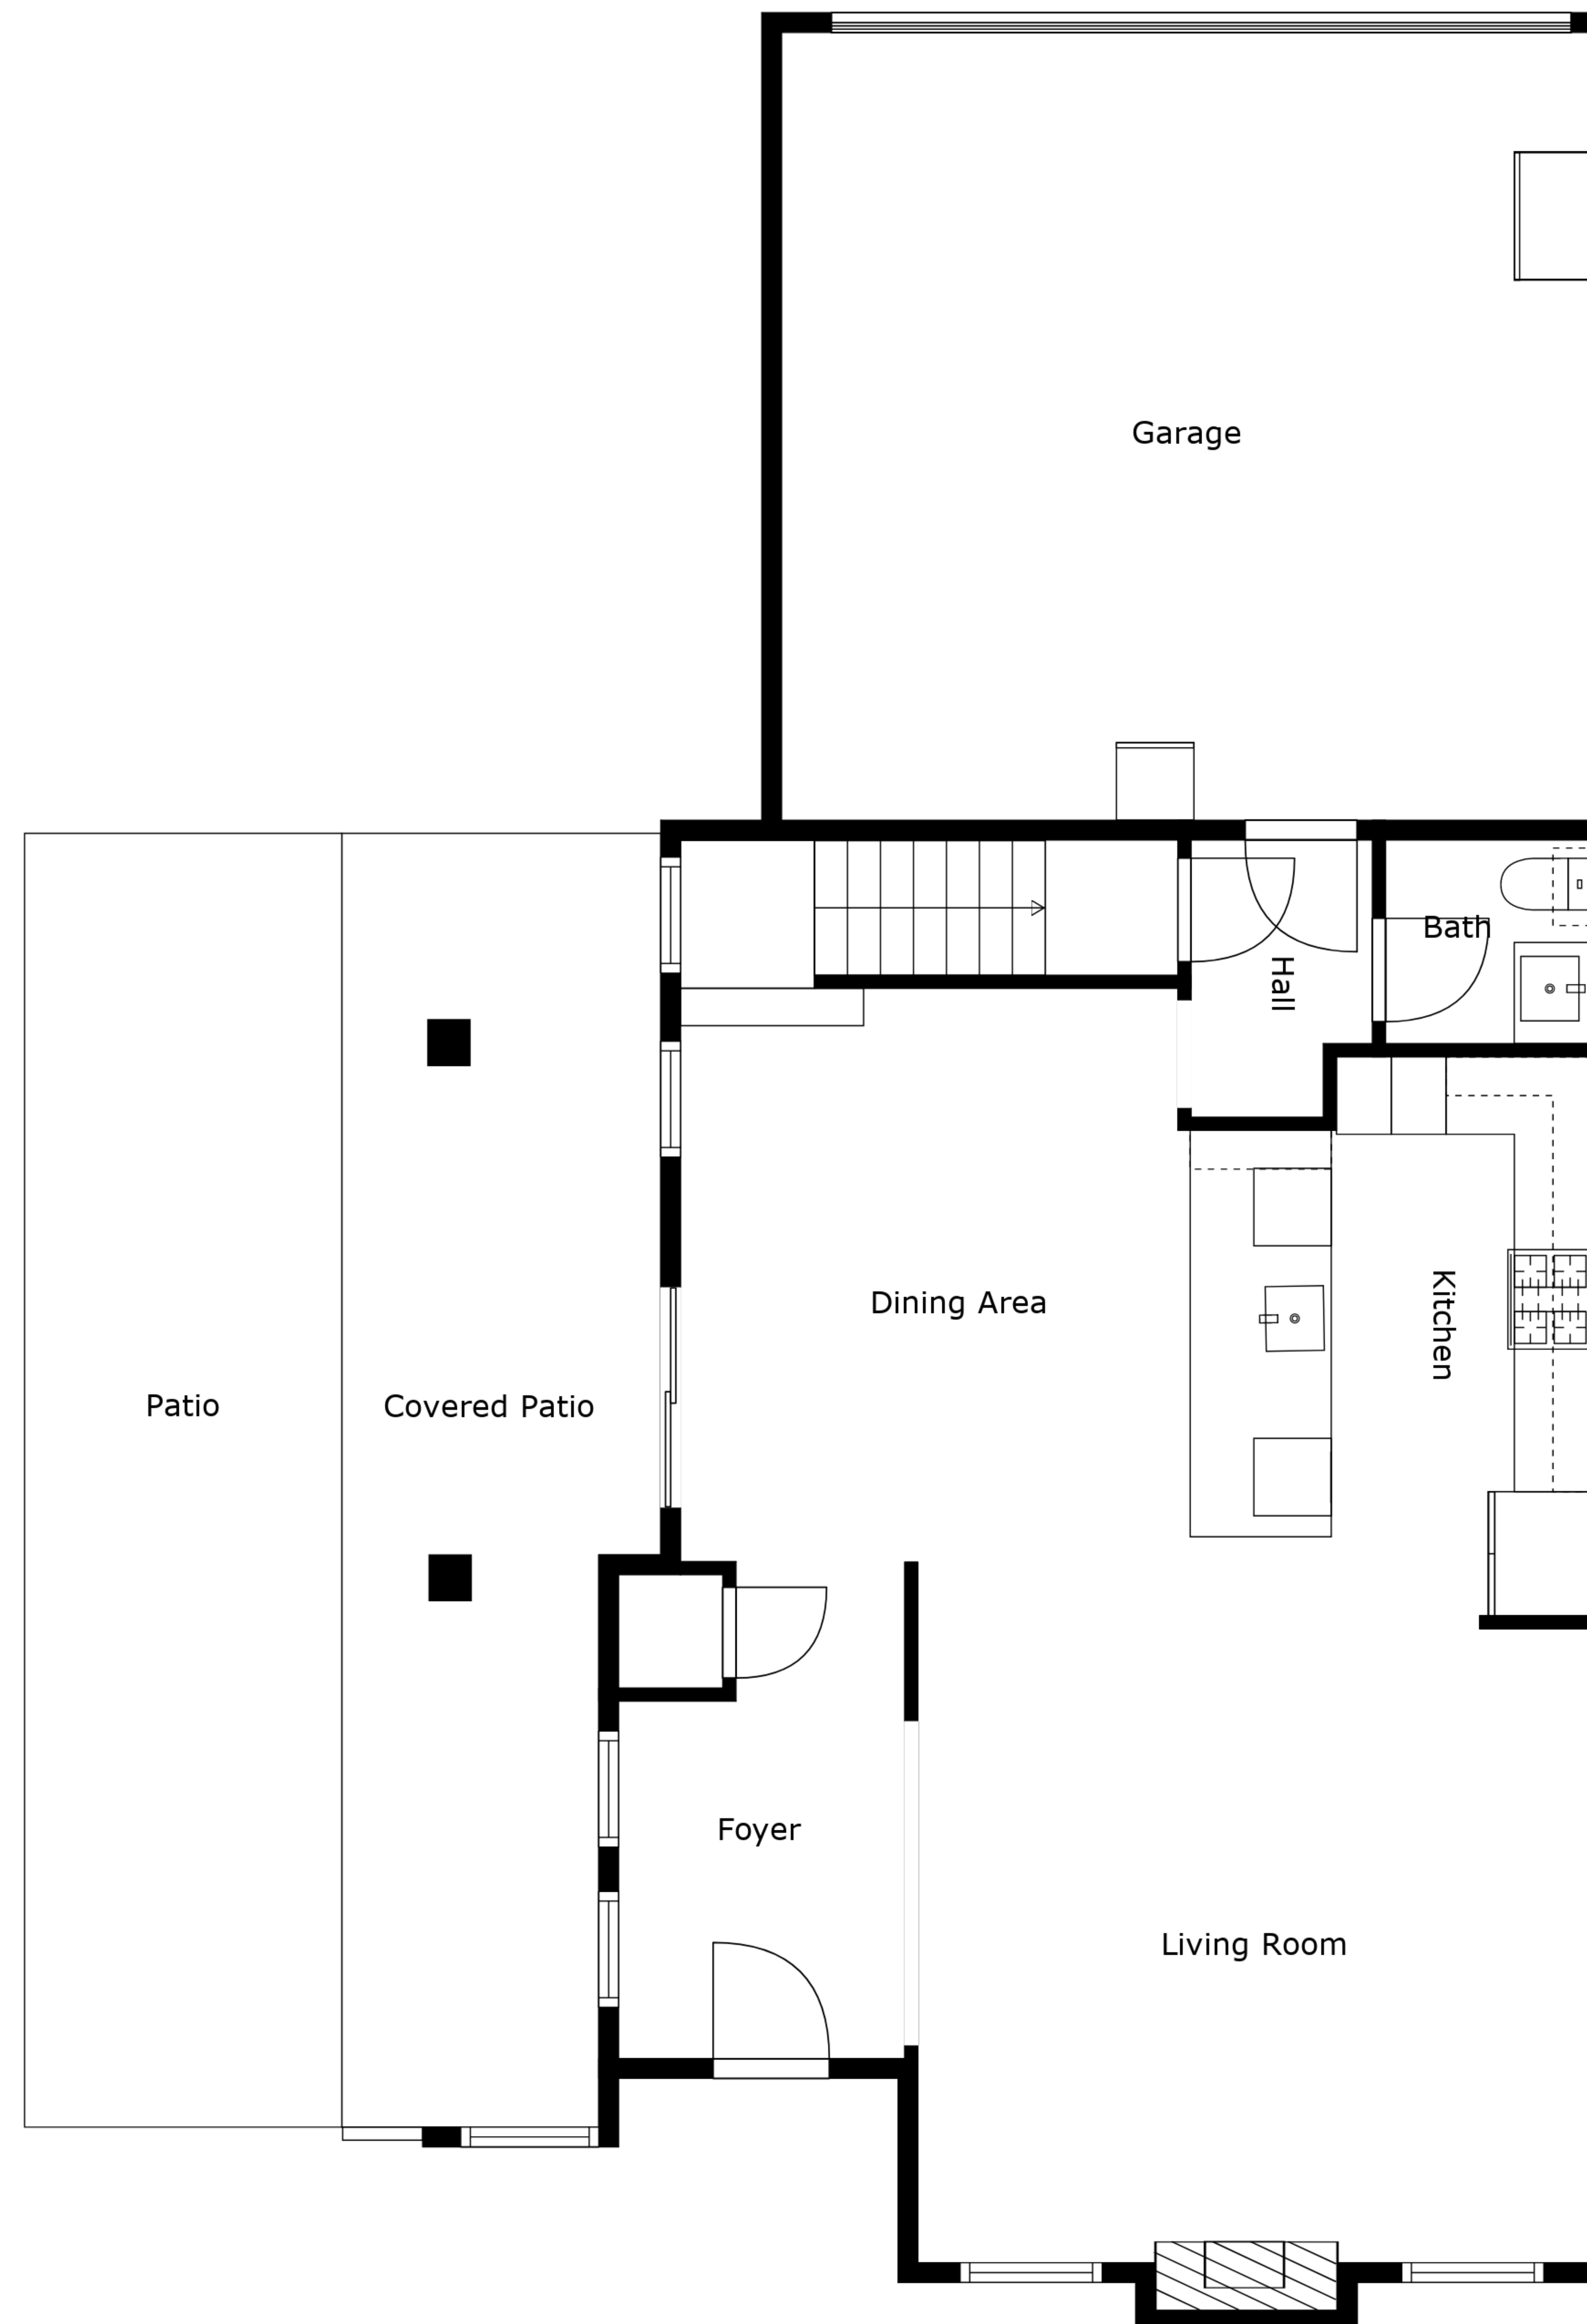 Garage
Bath
Hall
Kitchen
Dining Area
Patio
Covered Patio
Foyer
Living Room